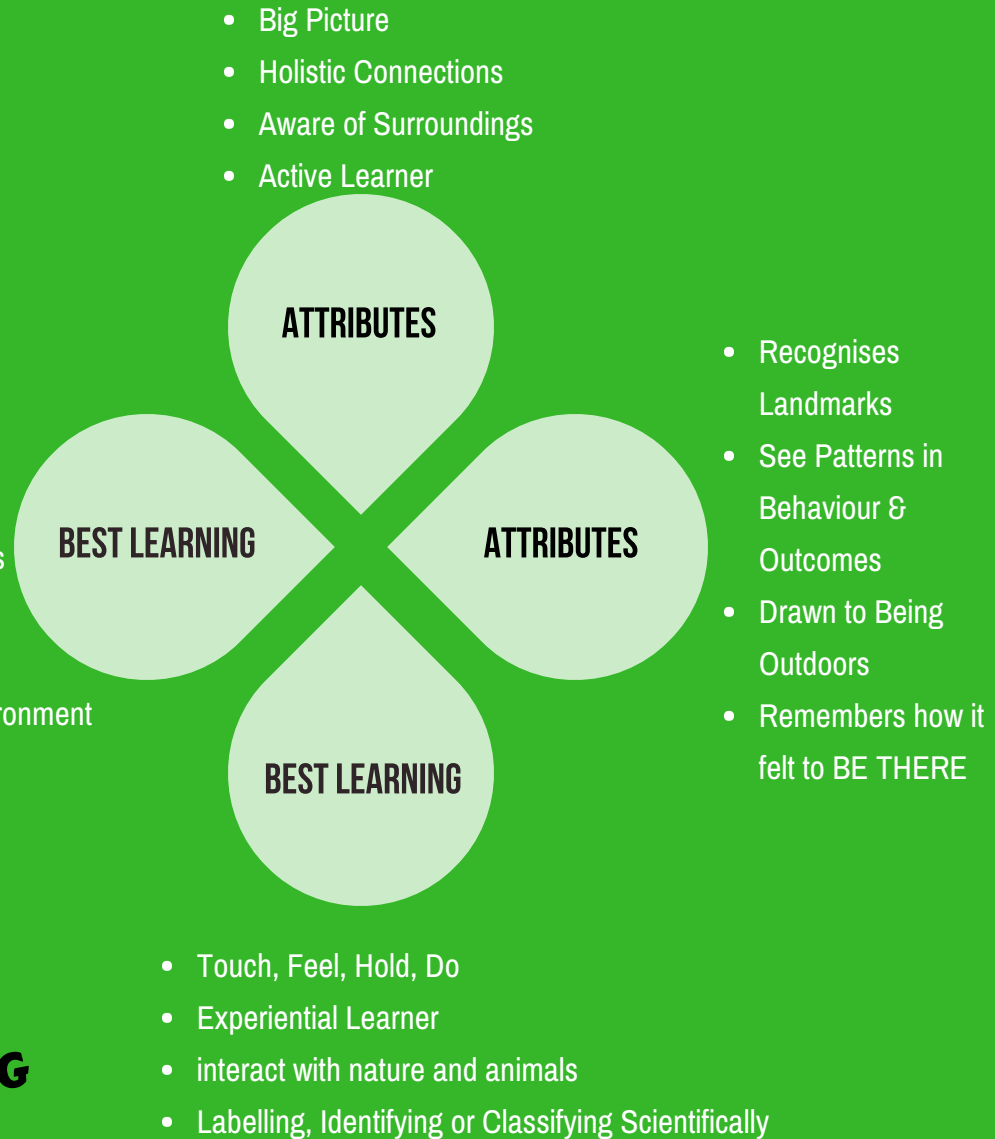 Big Picture
Holistic Connections
Aware of Surroundings
Active Learner
ATTRIBUTES
Recognises
Landmarks
See Patterns in
Behaviour &
Outcomes
Drawn to Being
Outdoors
Remembers how it
felt to BE THERE
BEST LEARNING
ATTRIBUTES
BEST LEARNING
Touch, Feel, Hold, Do
Experiential Learner
interact with nature and animals
Labelling, Identifying or Classifying Scientifically